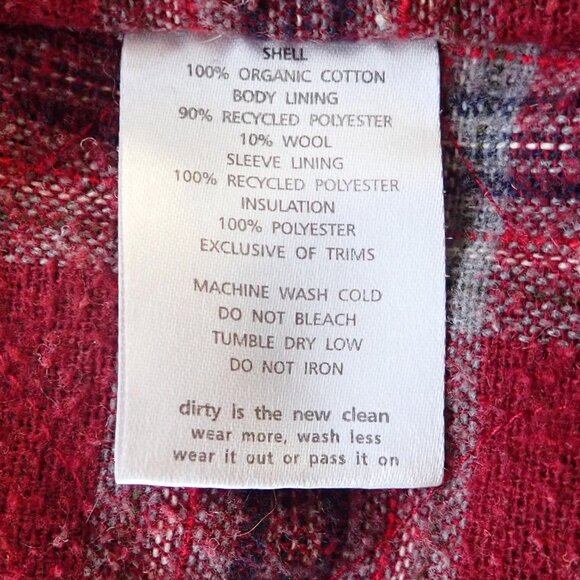 SHELL
100% ORGANIC COTTON
BODY LINING
90% RECYCLED POLYESTER
10% WOOL
SLEEVE LINING
100% RECYCLED POLYESTER
INSULATION
100% POLYESTER
EXCLUSIVE OF TRIMS
MACHINE WASH COLD
DO NOT BLEACH
TUMBLE DRY LOW
DO NOT IRON
dirty is the new clean
wear more, wash less
wear it out or pass it on